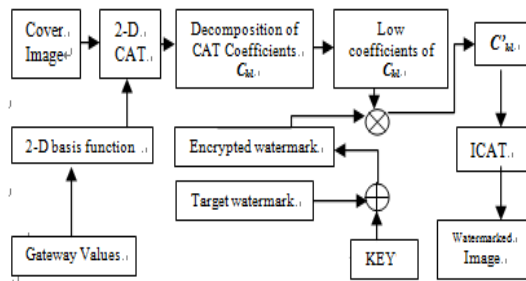 Cover
Image
2-D
CAT
Decomposition of
CAT Coefficients
Ckl
Low
coefficients of
Ckl
C'kl
2-D basis function
Encrypted watermark
ICAT
Target watermark
Gateway Values
KEY
Watermarked
Image